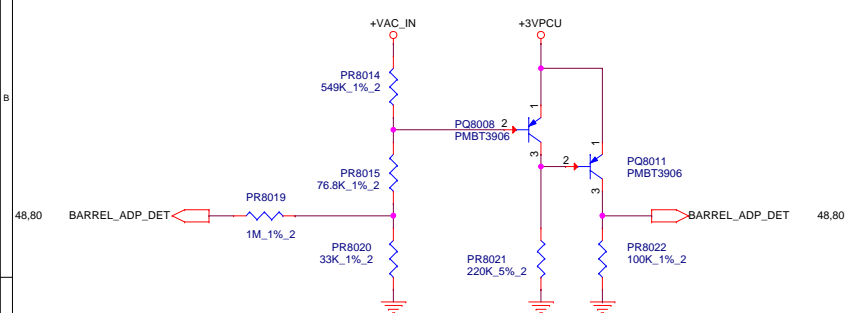 +VAC_IN
+3VPCU
PR8014
549K_1%_2
B
1
PQ8008
2
PMBT3906
3
1
2
PQ8011
PMBT3906
3
PR8015
76.8K_1%_2
PR8019
48,80
BARREL_ADP_DET
1M_1%_2
BARREL_ADP_DET
48,80
PR8020
33K_1%_2
PR8021
220K_5%_2
PR8022
100K_1%_2